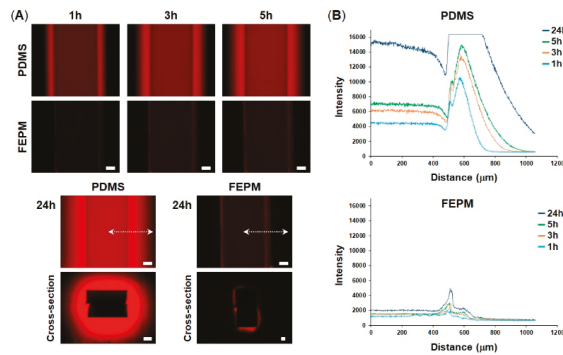 (A)
1h 3h 5h
PDMS
FEPM
PDMS FEPM
24h 24h
Cross-section Cross-section
(B)
PDMS
Intensity
16000
14000
12000
10000
8000
6000
4000
2000
0
0 200 400 600 800 1000 1200
Distance (μm)
24h
5h
3h
1h
FEPM
Intensity
16000
14000
12000
10000
8000
6000
4000
2000
0
0 200 400 600 800 1000 1200
Distance (μm)
24h
5h
3h
1h